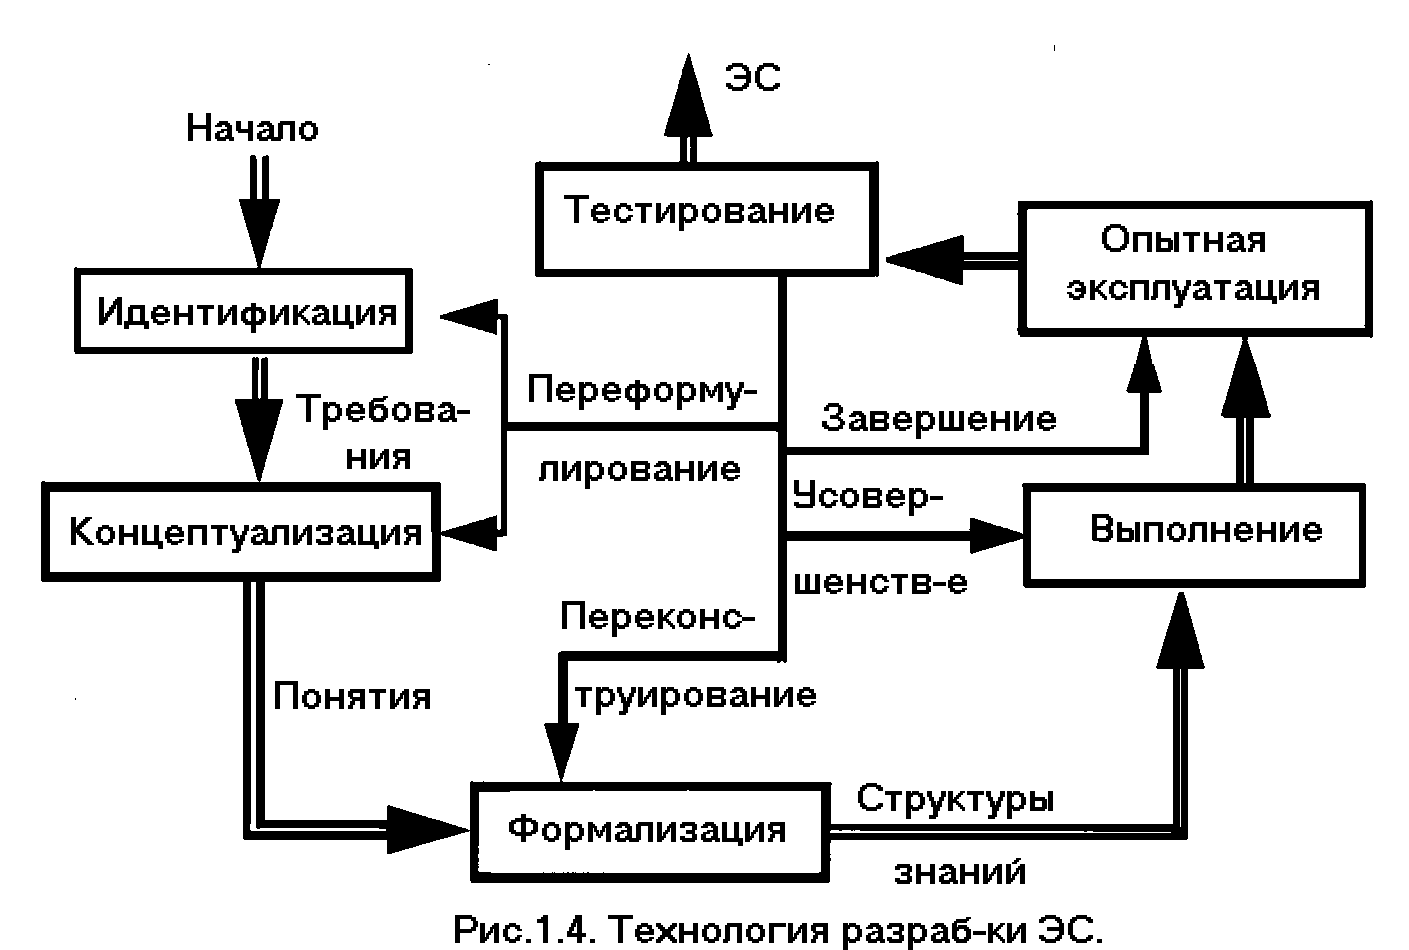 ЭС
Начало
Тестирование
Опытная
эксплуатация
Идентификация
Переформу-
лирование
Требова-
ния
Завершение
Усовер-
шенств-е
Концептуализация
Выполнение
Переконс-
труирование
Понятия
Структуры
знаний
Формализация
Рис.1.4. Технология разраб-ки ЭС.